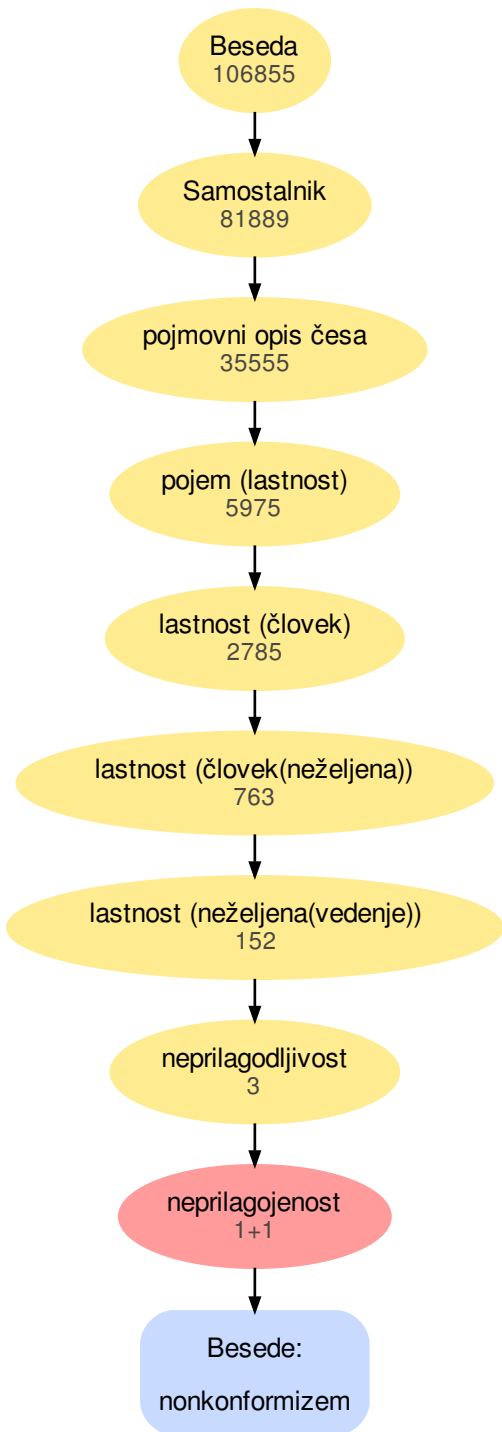 Beseda
106855
Samostalnik
81889
pojmovni opis česa
35555
pojem (lastnost)
5975
lastnost (človek)
2785
lastnost (človek(neželjena))
763
lastnost (neželjena(vedenje))
152
neprilagodljivost
3
neprilagojenost
1+1
Besede:
nonkonformizem